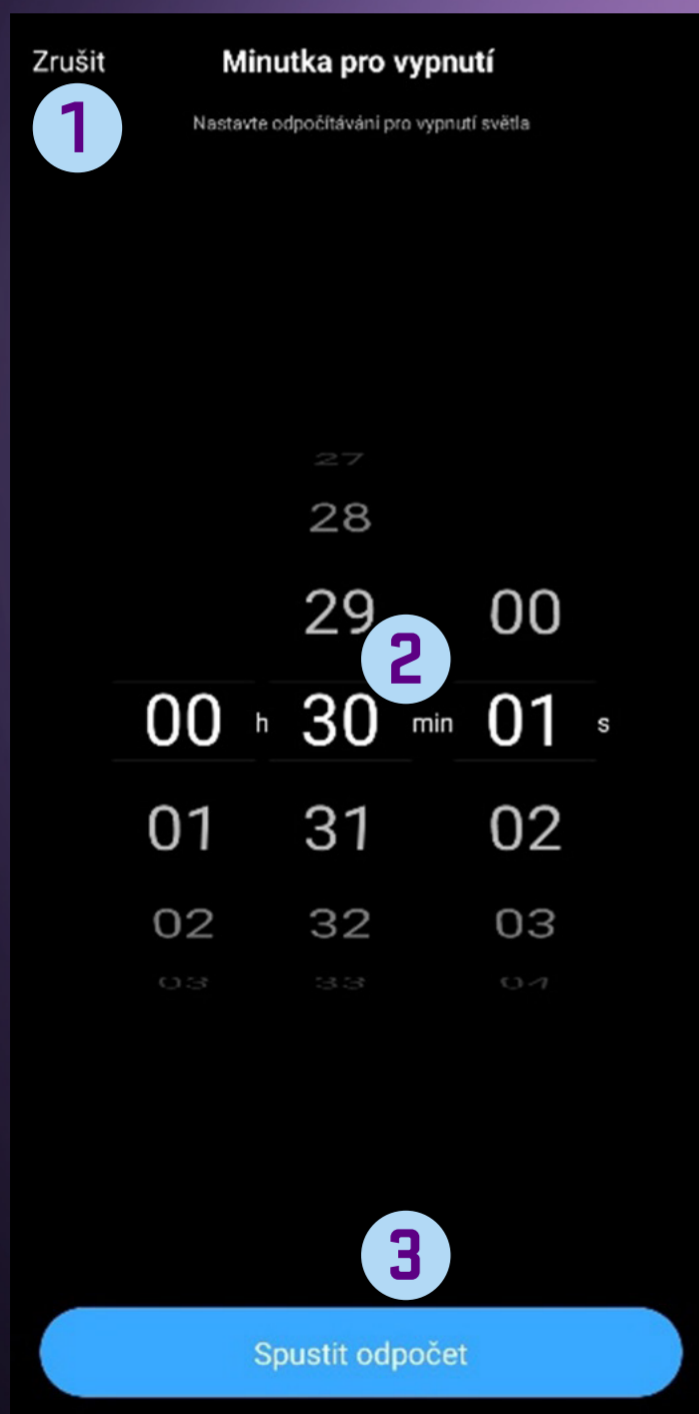 Zrušit Minutka pro vypnutí
1
Nastavte odpočítávání pro vypnutí světla
27
28
29 00
2
00 h 30 min 01 s
01 31 02
02 32 03
03 33 04
3
Spustit odpočet